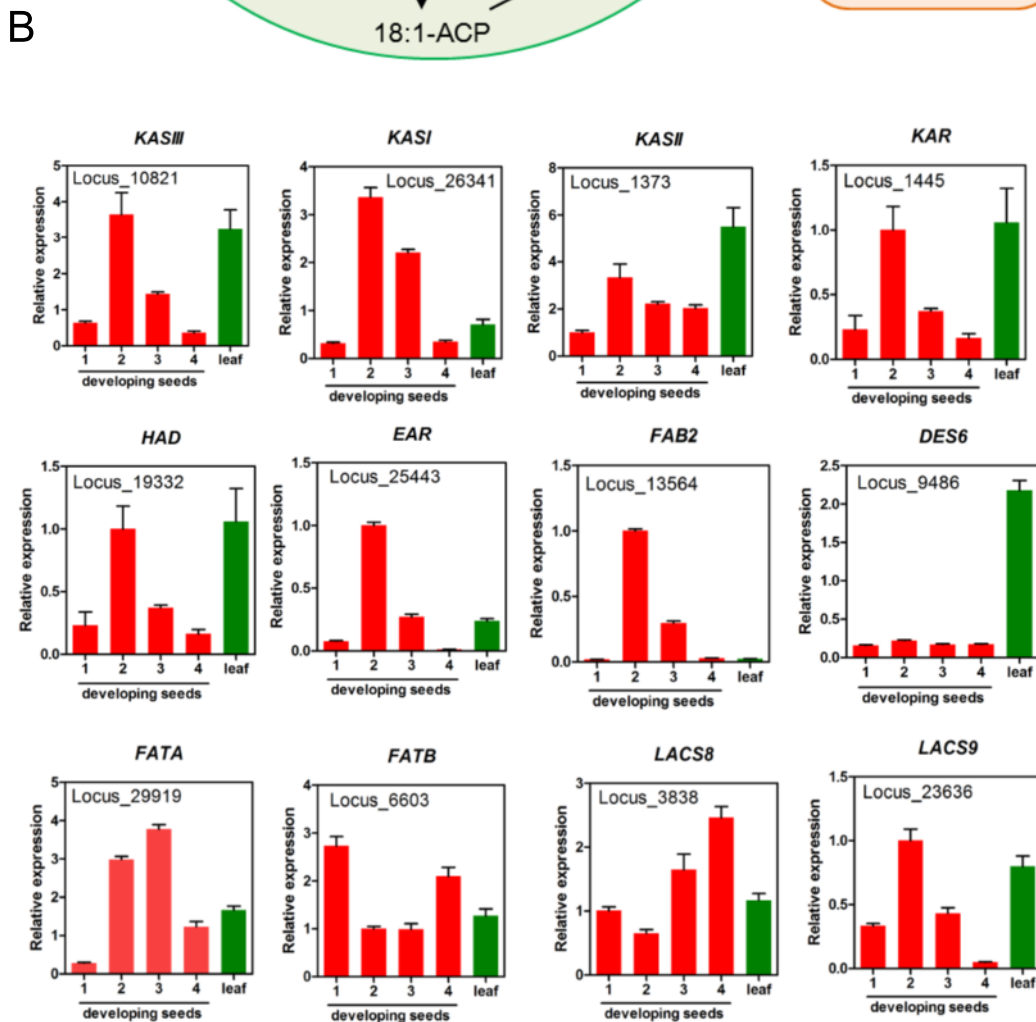 B
18:1-ACP
KASIII
KASI
KASII
KAR
Relative expression
5
4
3
2
1
0
Locus_10821
1 2 3 4 leaf
developing seeds
Relative expression
4
3
2
1
0
Locus_26341
1 2 3 4 leaf
developing seeds
Relative expression
8
6
4
2
0
Locus_1373
1 2 3 4 leaf
developing seeds
Relative expression
1.5
1.0
0.5
0.0
Locus_1445
1 2 3 4 leaf
developing seeds
HAD
EAR
FAB2
DES6
Relative expression
1.5
1.0
0.5
0.0
Locus_19332
1 2 3 4 leaf
developing seeds
Relative expression
1.5
1.0
0.5
0.0
Locus_25443
1 2 3 4 leaf
developing seeds
Relative expression
1.5
1.0
0.5
0.0
Locus_13564
1 2 3 4 leaf
developing seeds
Relative expression
2.5
2.0
1.5
1.0
0.5
0.0
Locus_9486
1 2 3 4 leaf
developing seeds
FATA
FATB
LACS8
LACS9
Relative expression
5
4
3
2
1
0
Locus_29919
1 2 3 4 leaf
developing seeds
Relative expression
4
3
2
1
0
Locus_6603
1 2 3 4 leaf
developing seeds
Relative expression
3
2
1
0
Locus_3838
1 2 3 4 leaf
developing seeds
Relative expression
1.5
1.0
0.5
0.0
Locus_23636
1 2 3 4 leaf
developing seeds